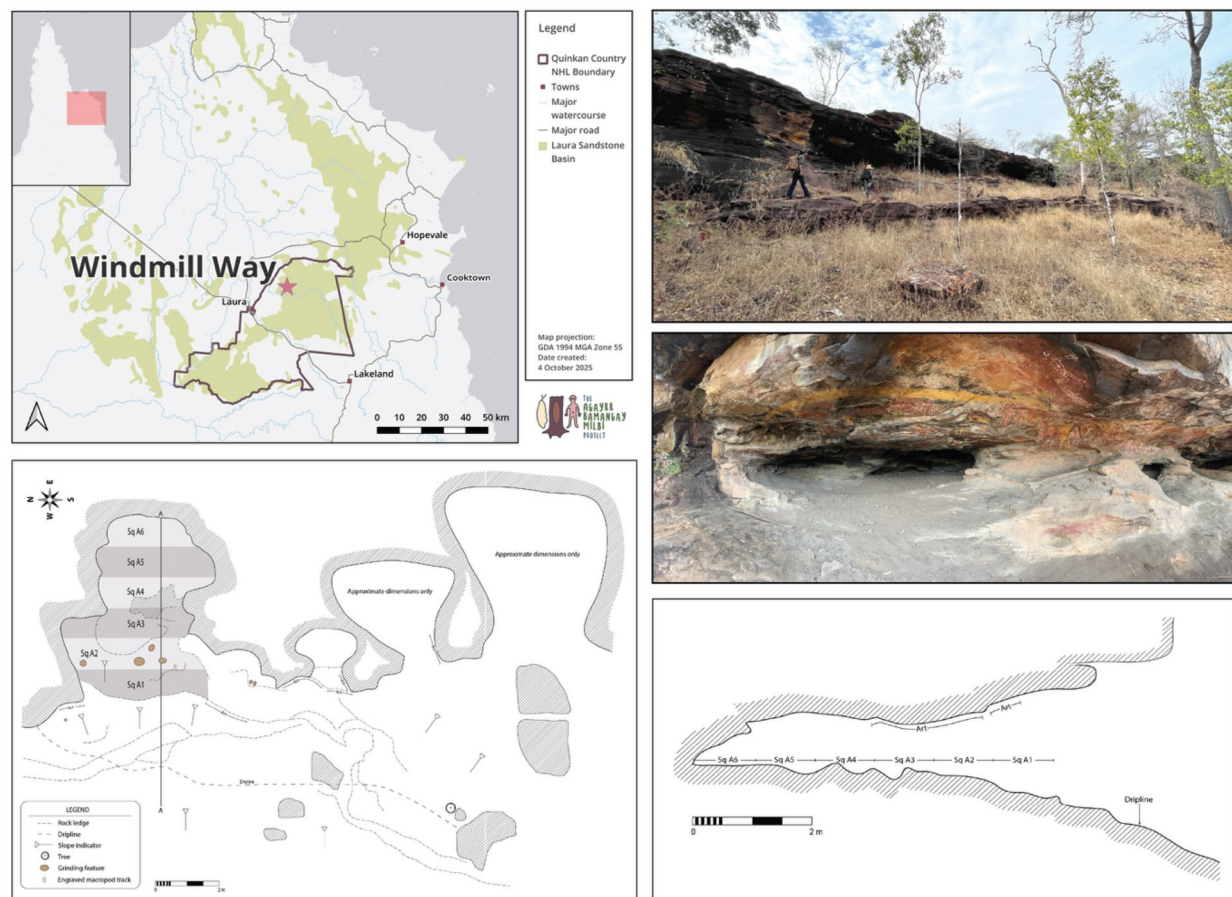 Legend
Quinkan Country
NHL Boundary
Towns
Major
watercourse
Major road
Laura Sandstone
Basin
Hopevale
Windmill Way
Cooktown
Laura
Lakeland
Map projection:
GDA 1994 MGA Zone 55
Date created:
4 October 2025
0 10 20 30 40 50 km
THE
AGAYRR
BAMANGAY
MILBI
PROJECT
N E S W
A
Sq A6
Sq A5
Sq A4
Sq A3
Sq A2
Sq A1
Approximate dimensions only
Approximate dimensions only
Dripline
A
LEGEND
Rock ledge
Dripline
Slope indicator
Tree
Grinding feature
Engraved macropod track
0 2 m
Art
Art
Sq A6 Sq A5 Sq A4 Sq A3 Sq A2 Sq A1
Dripline
0 2 m